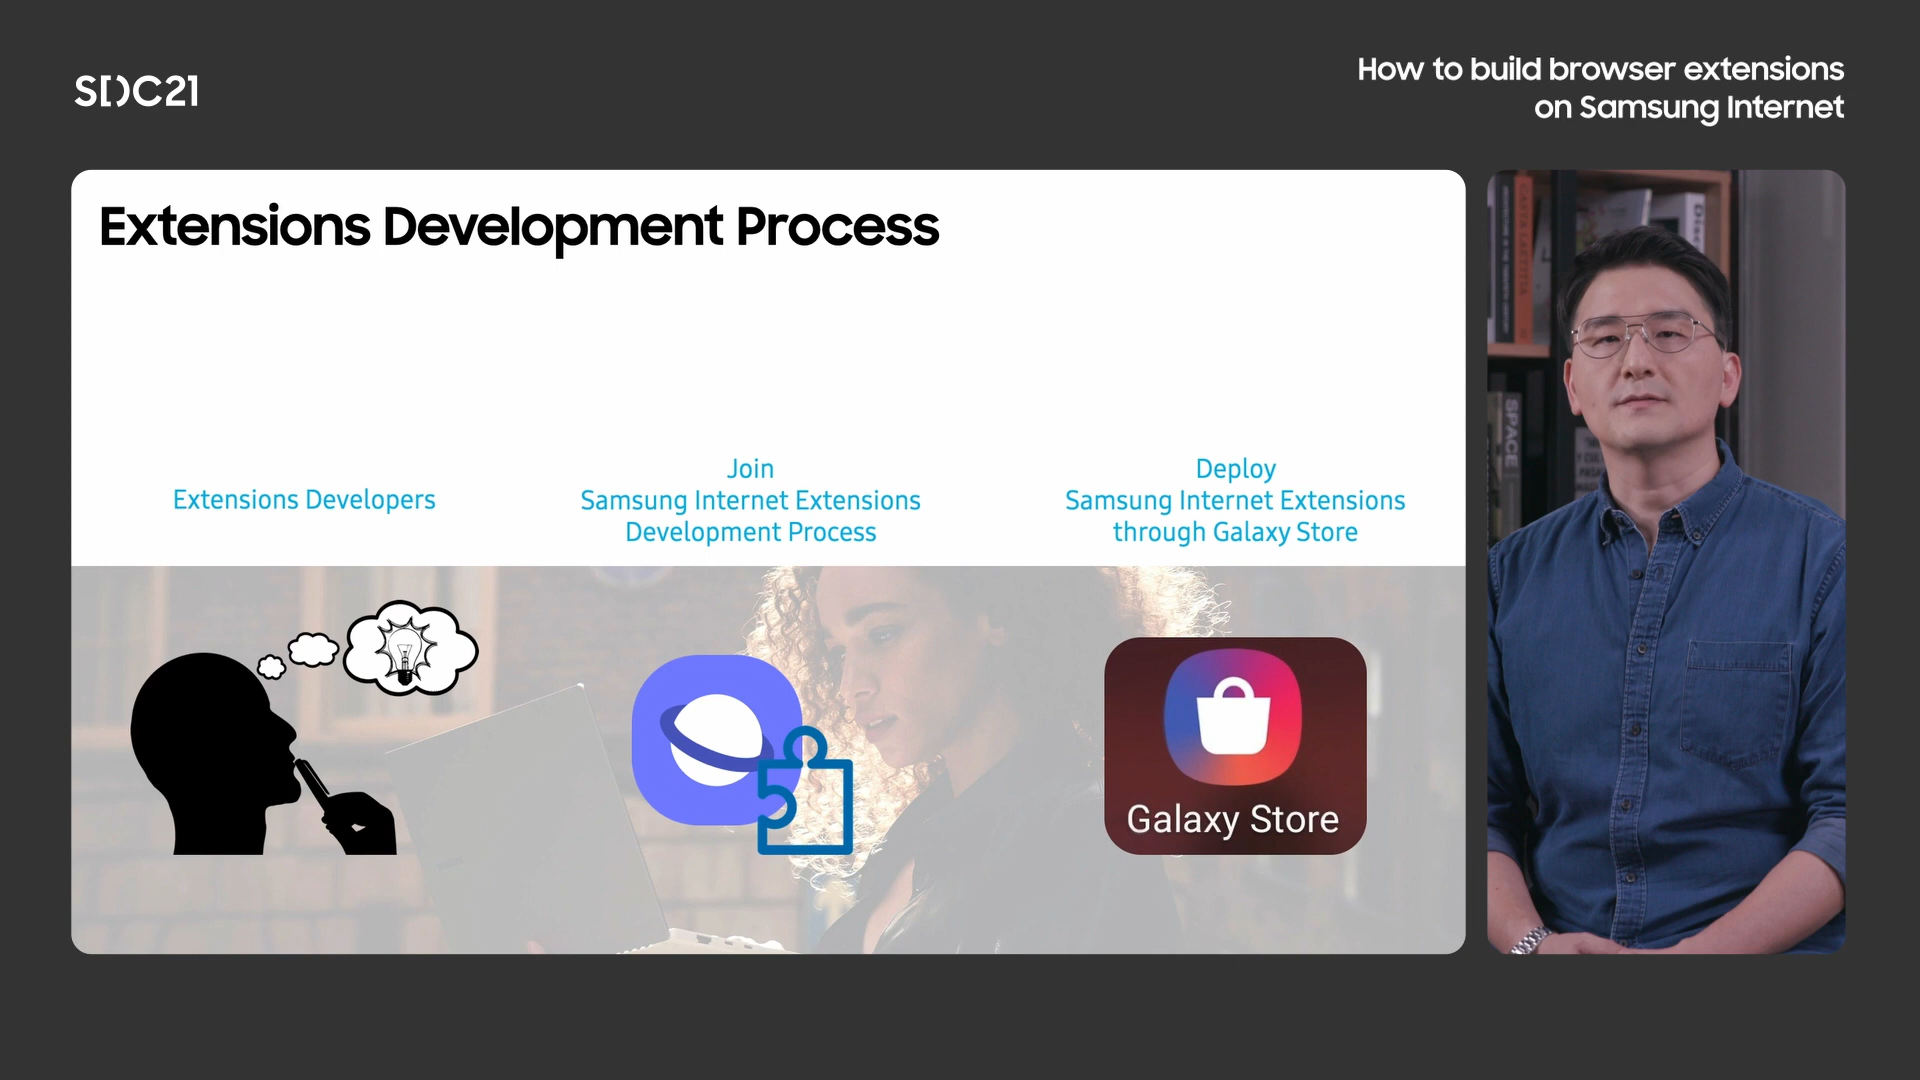 SDC21
How to build browser extensions
on Samsung Internet
Extensions Development Process
Extensions Developers
Join
Samsung Internet Extensions
Development Process
Deploy
Samsung Internet Extensions
through Galaxy Store
Galaxy Store
SPACE